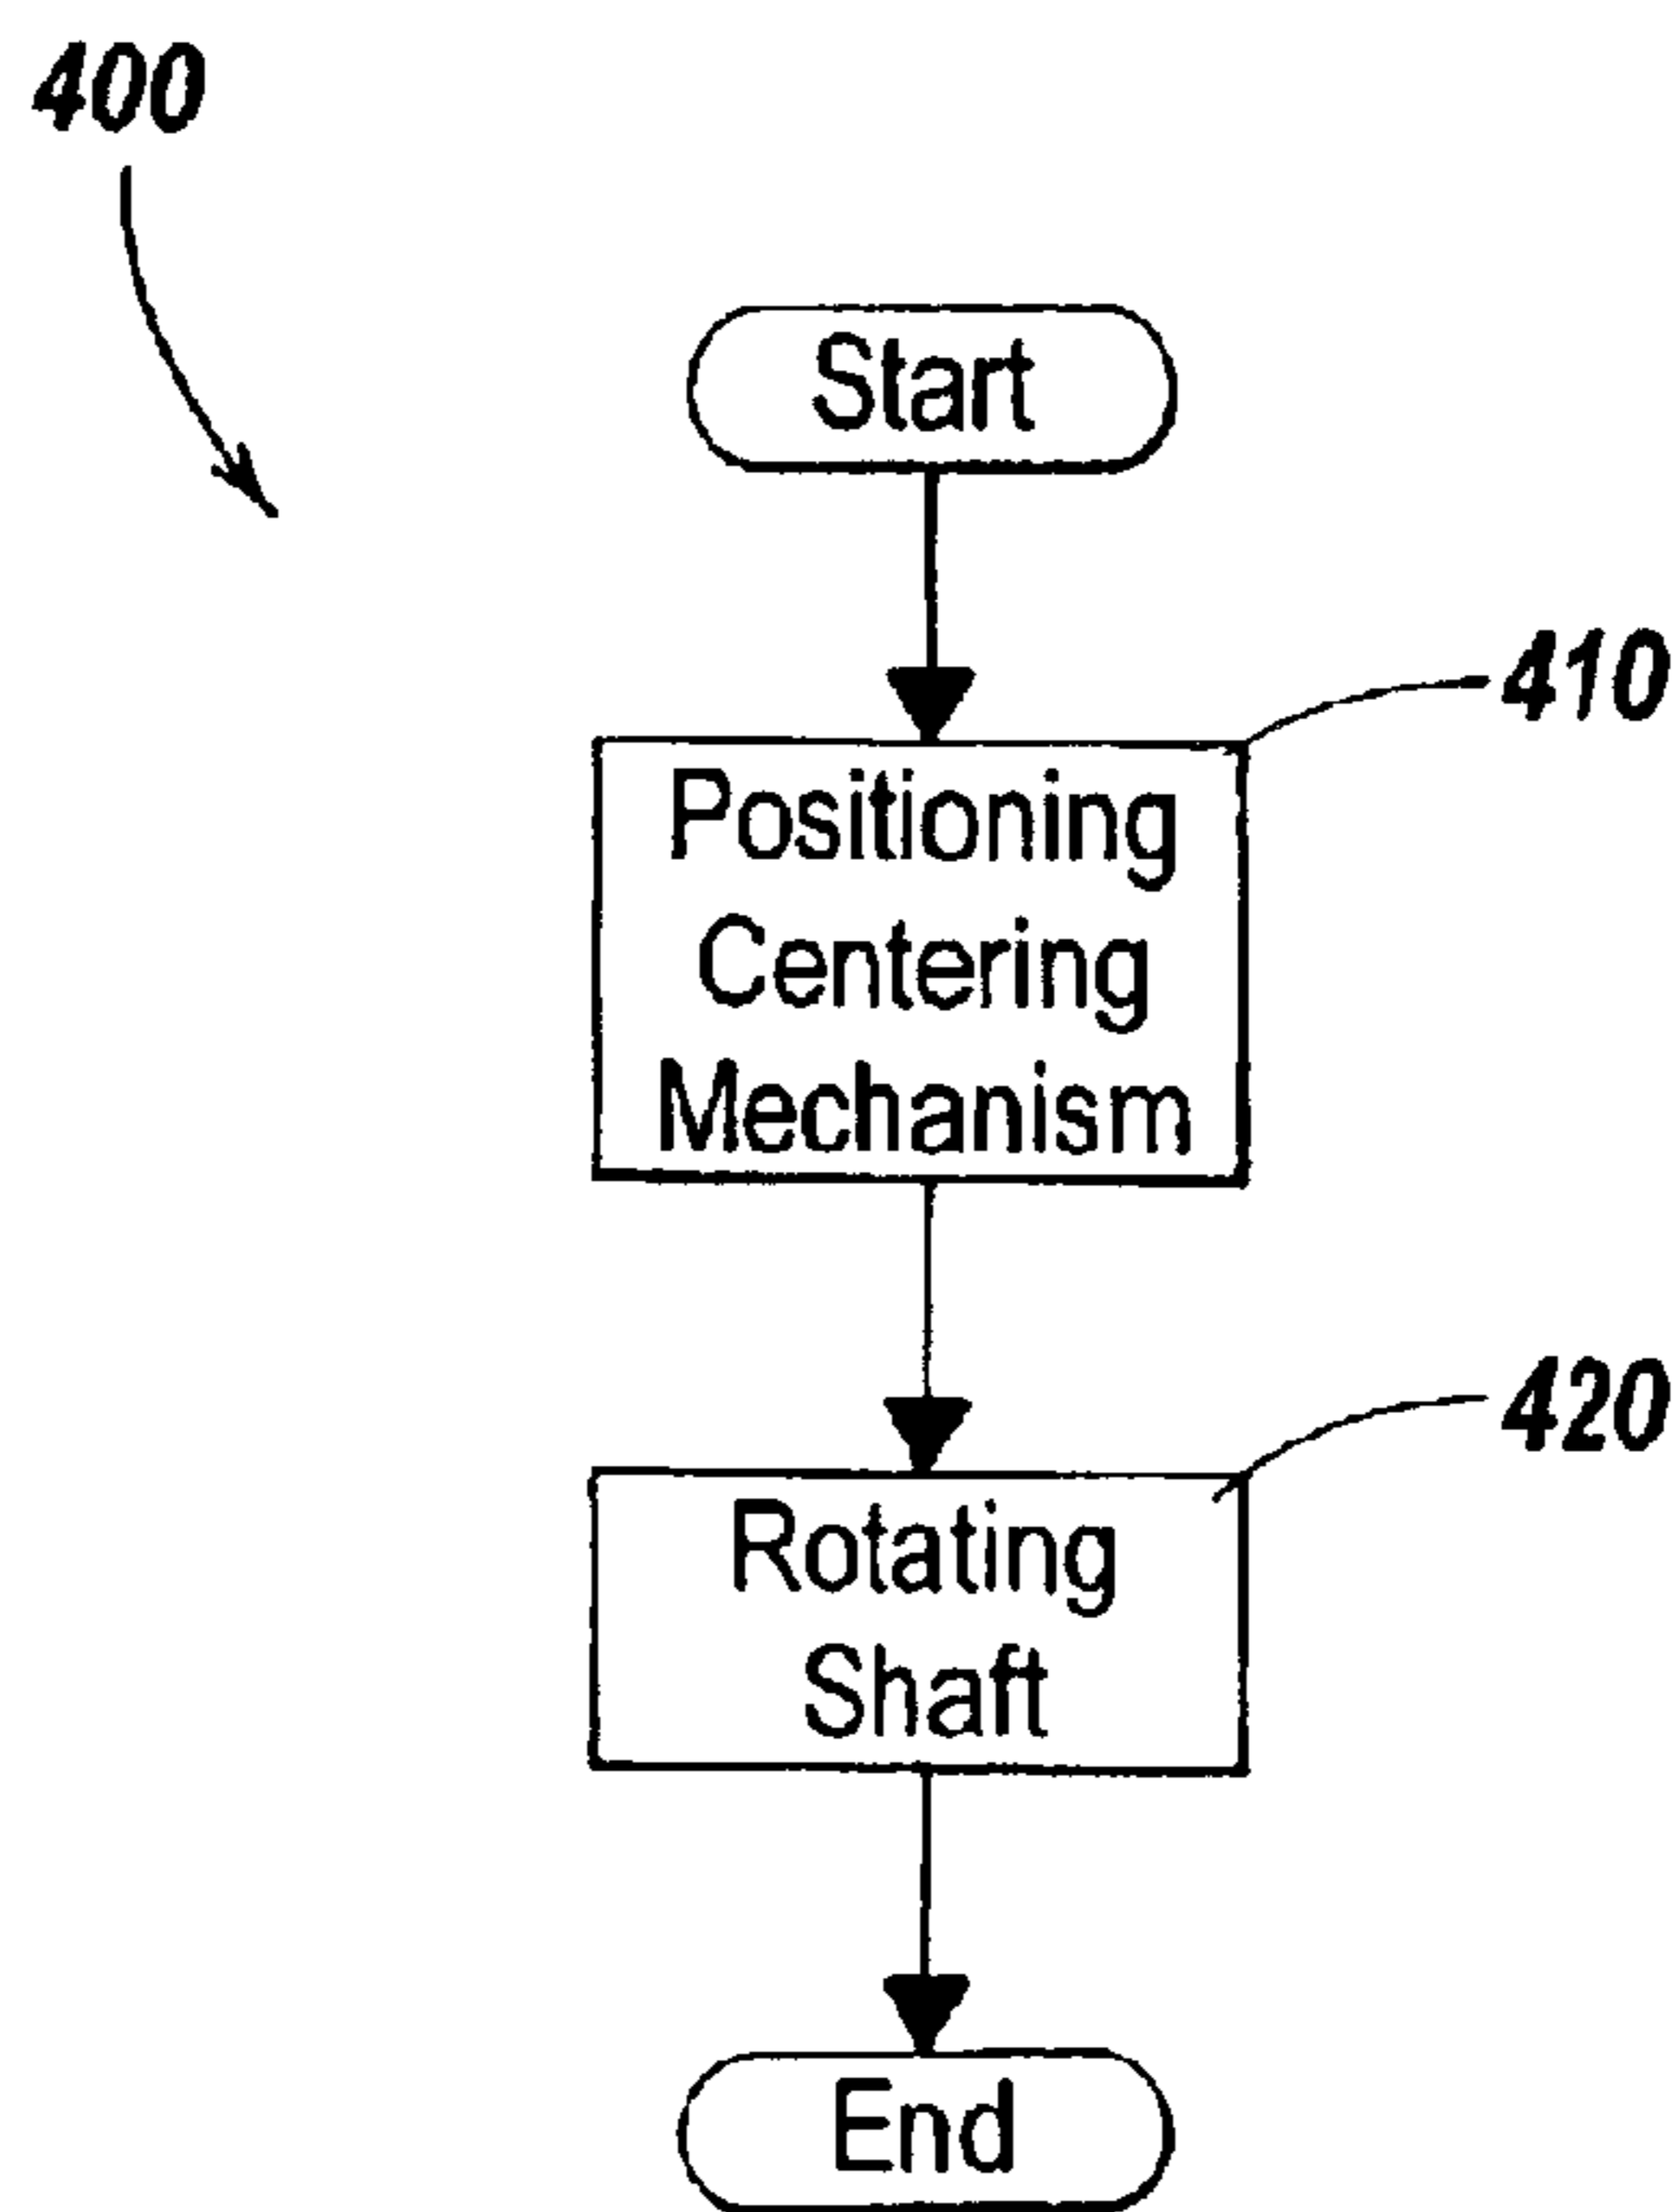 400
Start
410
Positioning
Centering
Mechanism
420
Rotating
Shaft
End